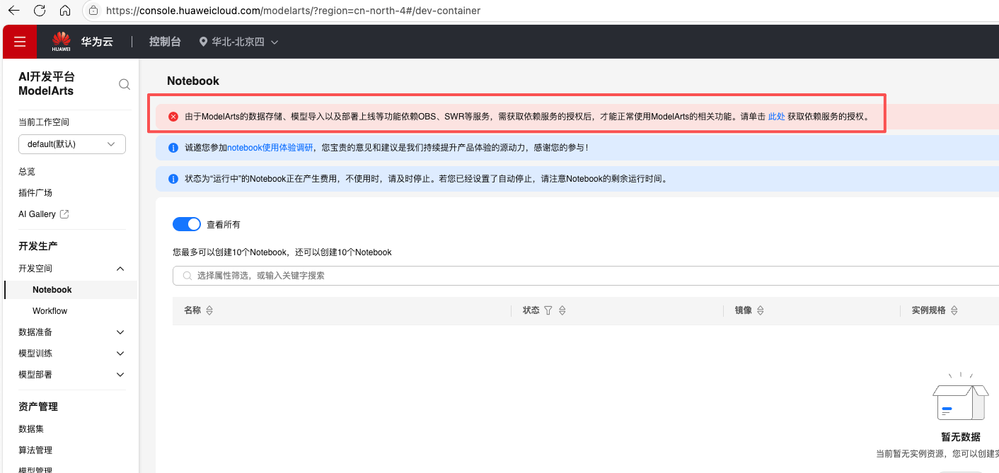 https://console.huaweicloud.com/modelarts/?region=cn-north-4#/dev-container
HUAWEI
华为云
控制台
华北-北京四
AI开发平台
ModelArts
当前工作空间
default(默认)
总览
插件广场
AI Gallery
开发生产
开发空间
Notebook
Workflow
数据准备
模型训练
模型部署
资产管理
数据集
算法管理
模型管理
Notebook
由于ModelArts的数据存储、模型导入以及部署上线等功能依赖OBS、SWR等服务，需获取依赖服务的授权后，才能正常使用ModelArts的相关功能。请单击 此处 获取依赖服务的授权。
诚邀您参加notebook使用体验调研，您宝贵的意见和建议是我们持续提升产品体验的源动力，感谢您的参与！
状态为“运行中”的Notebook正在产生费用，不使用时，请及时停止。若您已经设置了自动停止，请注意Notebook的剩余运行时间。
查看所有
您最多可以创建10个Notebook，还可以创建10个Notebook
选择属性筛选，或输入关键字搜索
名称
状态
镜像
实例规格
暂无数据
当前暂无实例资源，您可以创建